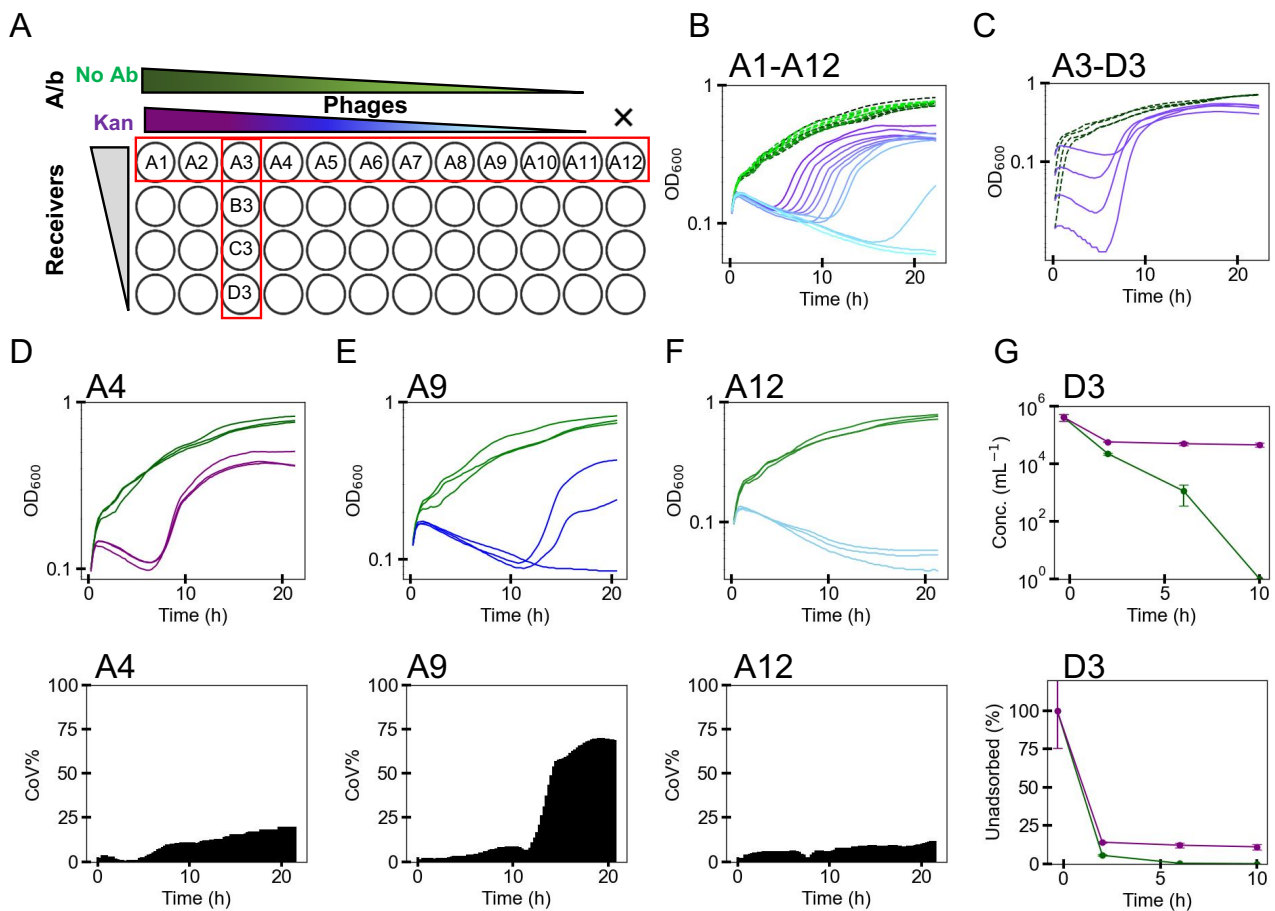 A
A/b
No Ab
Phages
Kan
×
Receivers
A1 A2 A3 A4 A5 A6 A7 A8 A9 A10 A11 A12
B3
C3
D3
B
A1-A12
OD600
1
0.1
0 10 20
Time (h)
C
A3-D3
OD600
1
0.1
0 10 20
Time (h)
D
A4
OD600
1
0.1
0 10 20
Time (h)
E
A9
OD600
1
0.1
0 10 20
Time (h)
F
A12
OD600
1
0.1
0 10 20
Time (h)
G
D3
Conc. (mL−1)
10^6
10^4
10^2
10^0
0 5 10
Time (h)
A4
CoV%
100
75
50
25
0
0 10 20
Time (h)
A9
CoV%
100
75
50
25
0
0 10 20
Time (h)
A12
CoV%
100
75
50
25
0
0 10 20
Time (h)
D3
Unadsorbed (%)
100
75
50
25
0
0 5 10
Time (h)